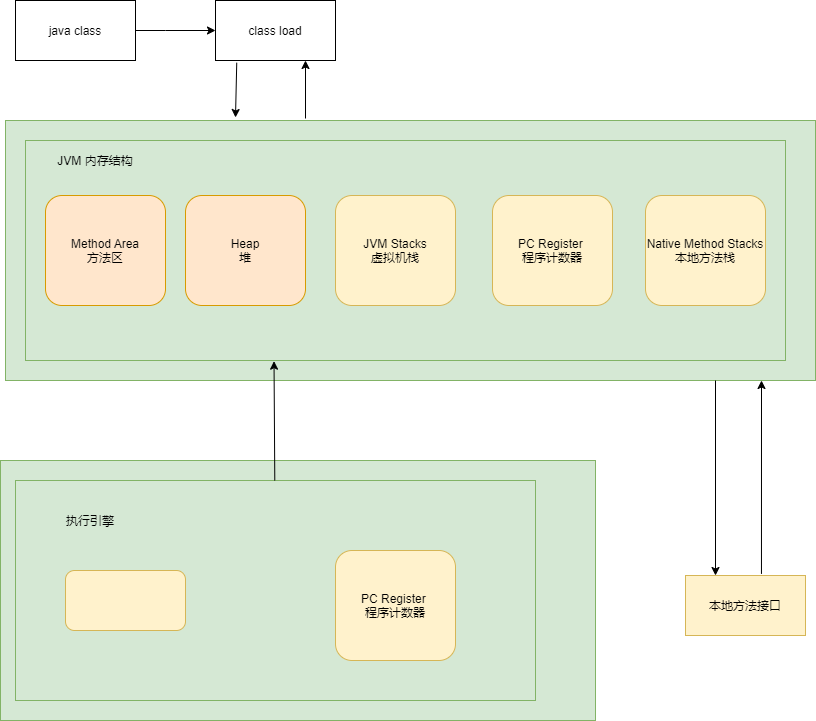 java class
class load
JVM 内存结构
Method Area
方法区
Heap
堆
JVM Stacks
虚拟机栈
PC Register
程序计数器
Native Method Stacks
本地方法栈
执行引擎
PC Register
程序计数器
本地方法接口